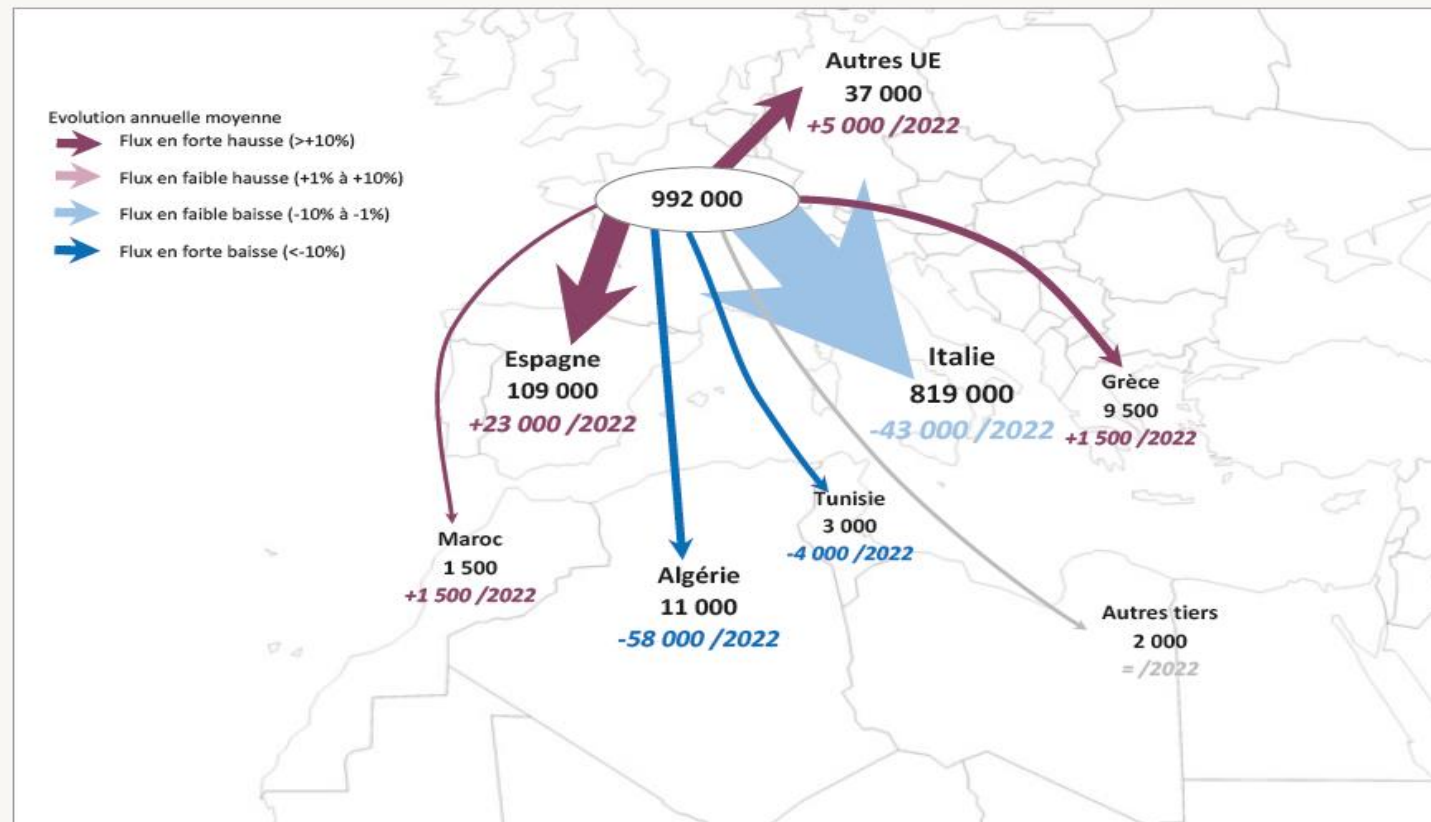 Autres UE
37 000
+5 000 /2022
Evolution annuelle moyenne
Flux en forte hausse (>+10%)
Flux en faible hausse (+1% à +10%)
Flux en faible baisse (-10% à -1%)
Flux en forte baisse (<-10%)
992 000
Espagne
109 000
+23 000 /2022
Italie
819 000
-43 000 /2022
Grèce
9 500
+1 500 /2022
Maroc
1 500
+1 500 /2022
Algérie
11 000
-58 000 /2022
Tunisie
3 000
-4 000 /2022
Autres tiers
2 000
= /2022